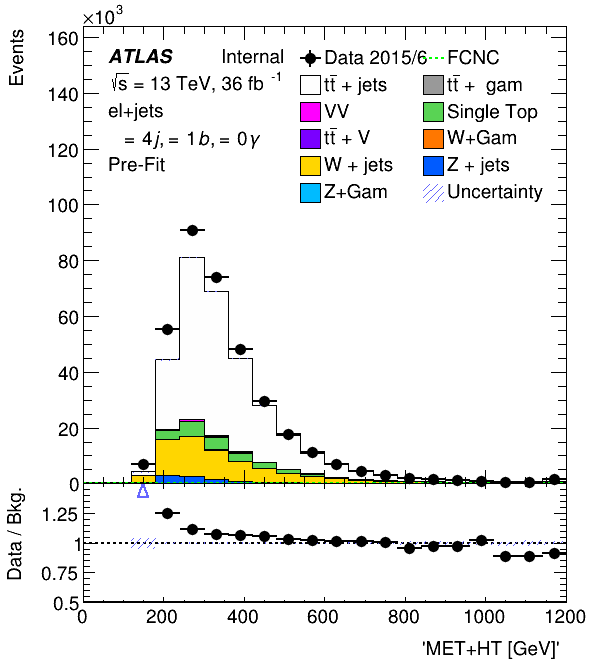 ×10³
Events
160
140
120
100
80
60
40
20
0
ATLAS Internal
√s = 13 TeV, 36 fb⁻¹
el+jets
= 4j, = 1b, = 0γ
Pre-Fit
Data 2015/6 FCNC
tt̄ + jets tt̄ + gam
VV Single Top
tt̄ + V W+Gam
W + jets Z + jets
Z+Gam Uncertainty
Data / Bkg.
1.25
1
0.75
0.5
0 200 400 600 800 1000 1200
'MET+HT [GeV]'